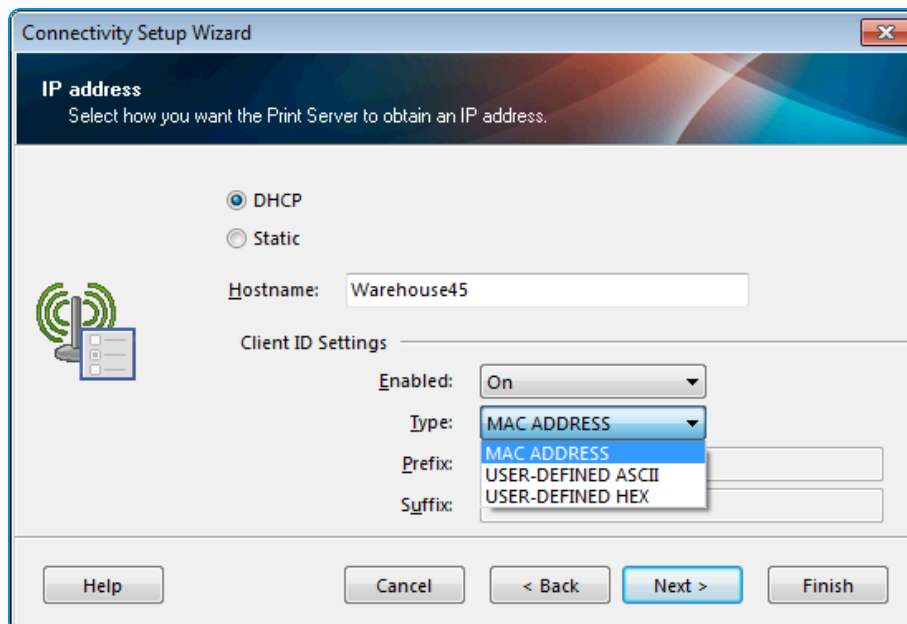 Connectivity Setup Wizard
IP address
Select how you want the Print Server to obtain an IP address.
DHCP
Static
Hostname: Warehouse45
Client ID Settings
Enabled: On
Type: MAC ADDRESS
MAC ADDRESS
USER-DEFINED ASCII
USER-DEFINED HEX
Prefix:
Suffix:
Help Cancel < Back Next > Finish